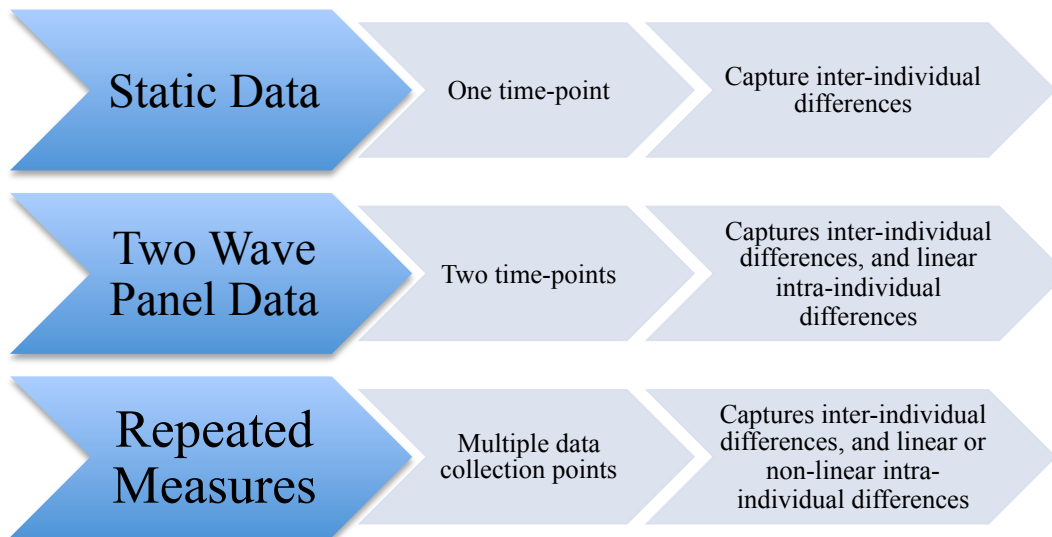 Static Data
One time-point
Capture inter-individual
differences
Two Wave
Panel Data
Two time-points
Captures inter-individual
differences, and linear
intra-individual
differences
Repeated
Measures
Multiple data
collection points
Captures inter-individual
differences, and linear or
non-linear intra-
individual differences